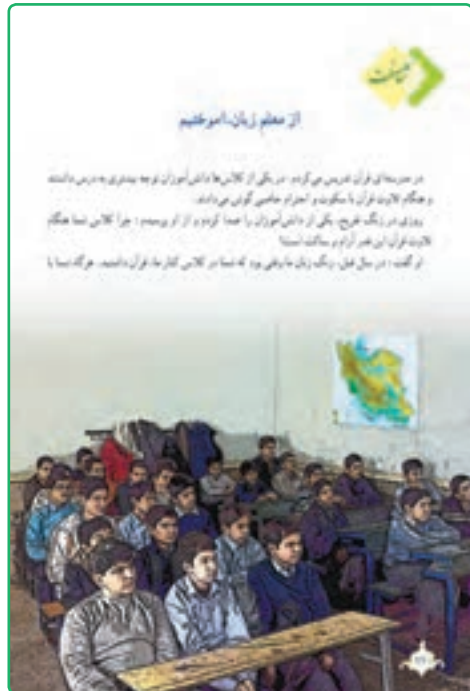 حکایت
از معلم زبان، آموختیم
در مدرسه‌ای قرآن تدریس می‌کردم. در یکی از کلاس‌ها دانش‌آموزان توجه بیشتری به درس داشتند
و هنگام تلاوت قرآن با سکوت و احترام خاصی گوش می‌دادند.
روزی در زنگ تفریح، یکی از دانش‌آموزان را صدا کردم و از او پرسیدم: چرا کلاس شما هنگام
تلاوت قرآن این قدر آرام و ساکت است؟
او گفت: در سال قبل، زنگ زبان ما وقتی بود که شما در کلاس کنار ما، قرآن داشتید. هرگاه شما با